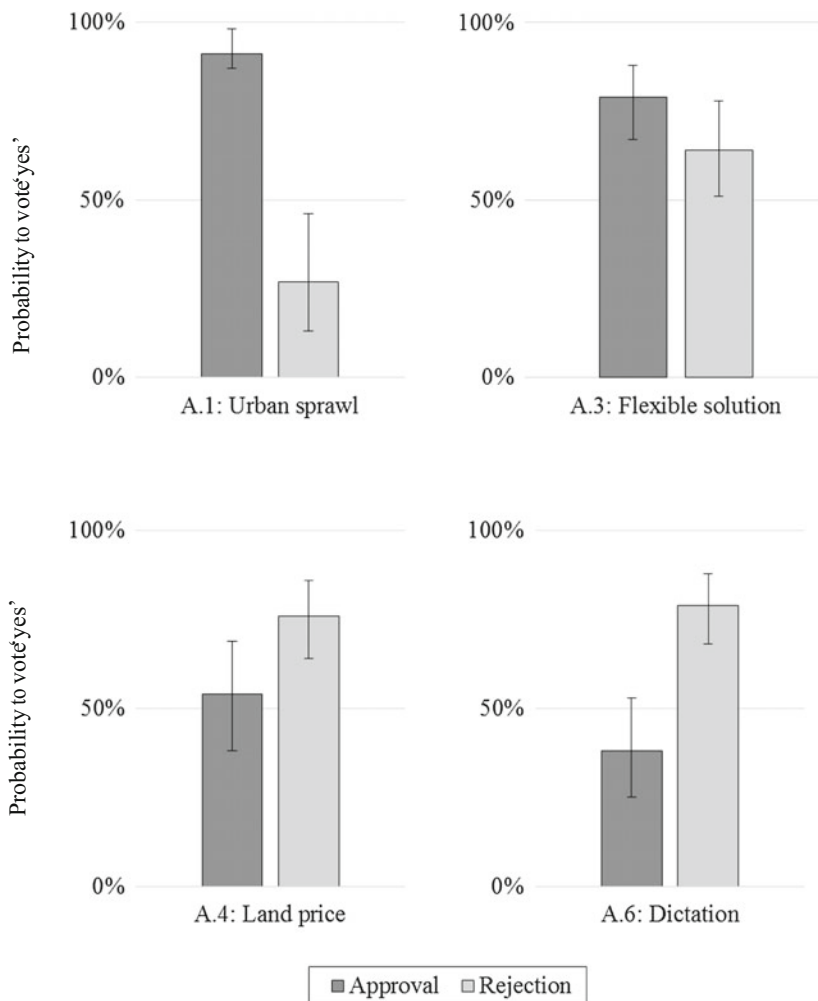 100%
50%
0%
Probability to vote‘yes’
A.1: Urban sprawl
100%
50%
0%
A.3: Flexible solution
100%
50%
0%
Probability to vote‘yes’
A.4: Land price
100%
50%
0%
A.6: Dictation
Approval Rejection